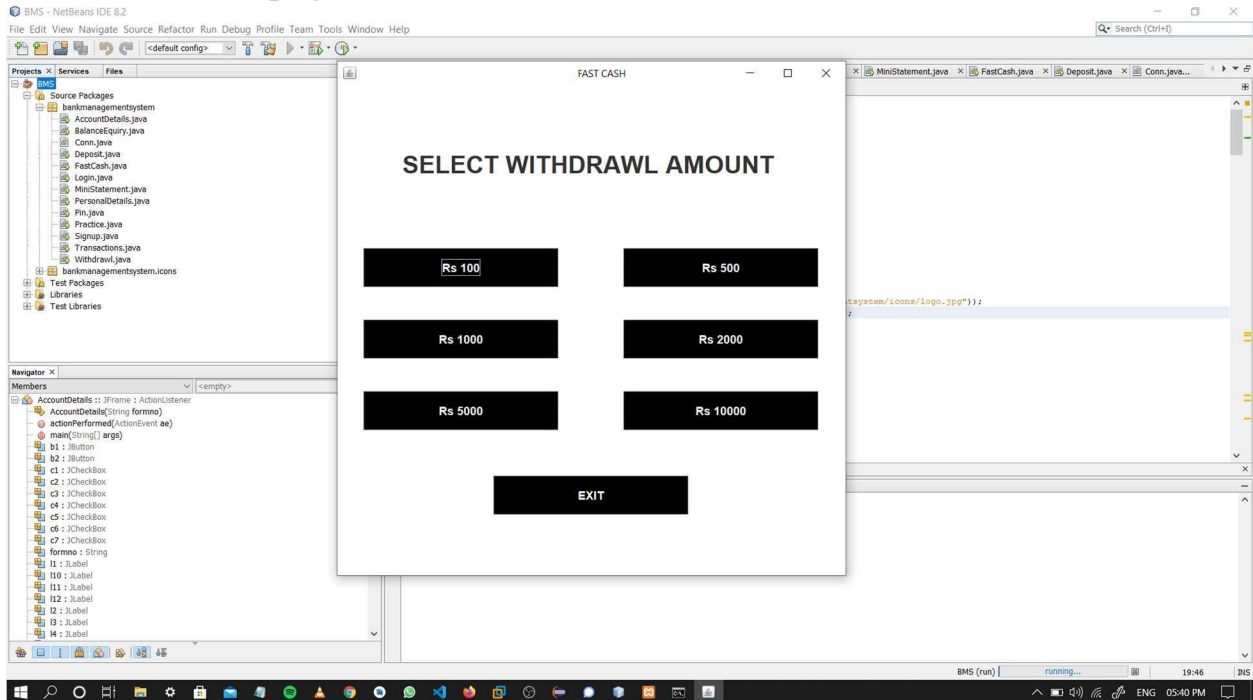 BMS - NetBeans IDE 8.2
File Edit View Navigate Source Refactor Run Debug Profile Team Tools Window Help
Search (Ctrl+I)
<default config>
Projects × Services Files
BMS
Source Packages
bankmanagementsystem
AccountDetails.java
BalanceEquiry.java
Conn.java
Deposit.java
FastCash.java
Login.java
MiniStatement.java
PersonalDetails.java
Pin.java
Practice.java
Signup.java
Transactions.java
Withdrawl.java
bankmanagementsystem.icons
Test Packages
Libraries
Test Libraries
Navigator ×
Members <empty>
AccountDetails :: JFrame : ActionListener
AccountDetails(String formno)
actionPerformed(ActionEvent ae)
main(String[] args)
b1 : JButton
b2 : JButton
c1 : JCheckBox
c2 : JCheckBox
c3 : JCheckBox
c4 : JCheckBox
c5 : JCheckBox
c6 : JCheckBox
c7 : JCheckBox
formno : String
l1 : JLabel
l10 : JLabel
l11 : JLabel
l12 : JLabel
l2 : JLabel
l3 : JLabel
l4 : JLabel
FAST CASH
SELECT WITHDRAWL AMOUNT
Rs 100 Rs 500
Rs 1000 Rs 2000
Rs 5000 Rs 10000
EXIT
× MiniStatement.java × FastCash.java × Deposit.java × Conn.java...
tsystem/icons/logo.jpg"));
;
BMS (run) running... 19:46 INS
ENG 05:40 PM